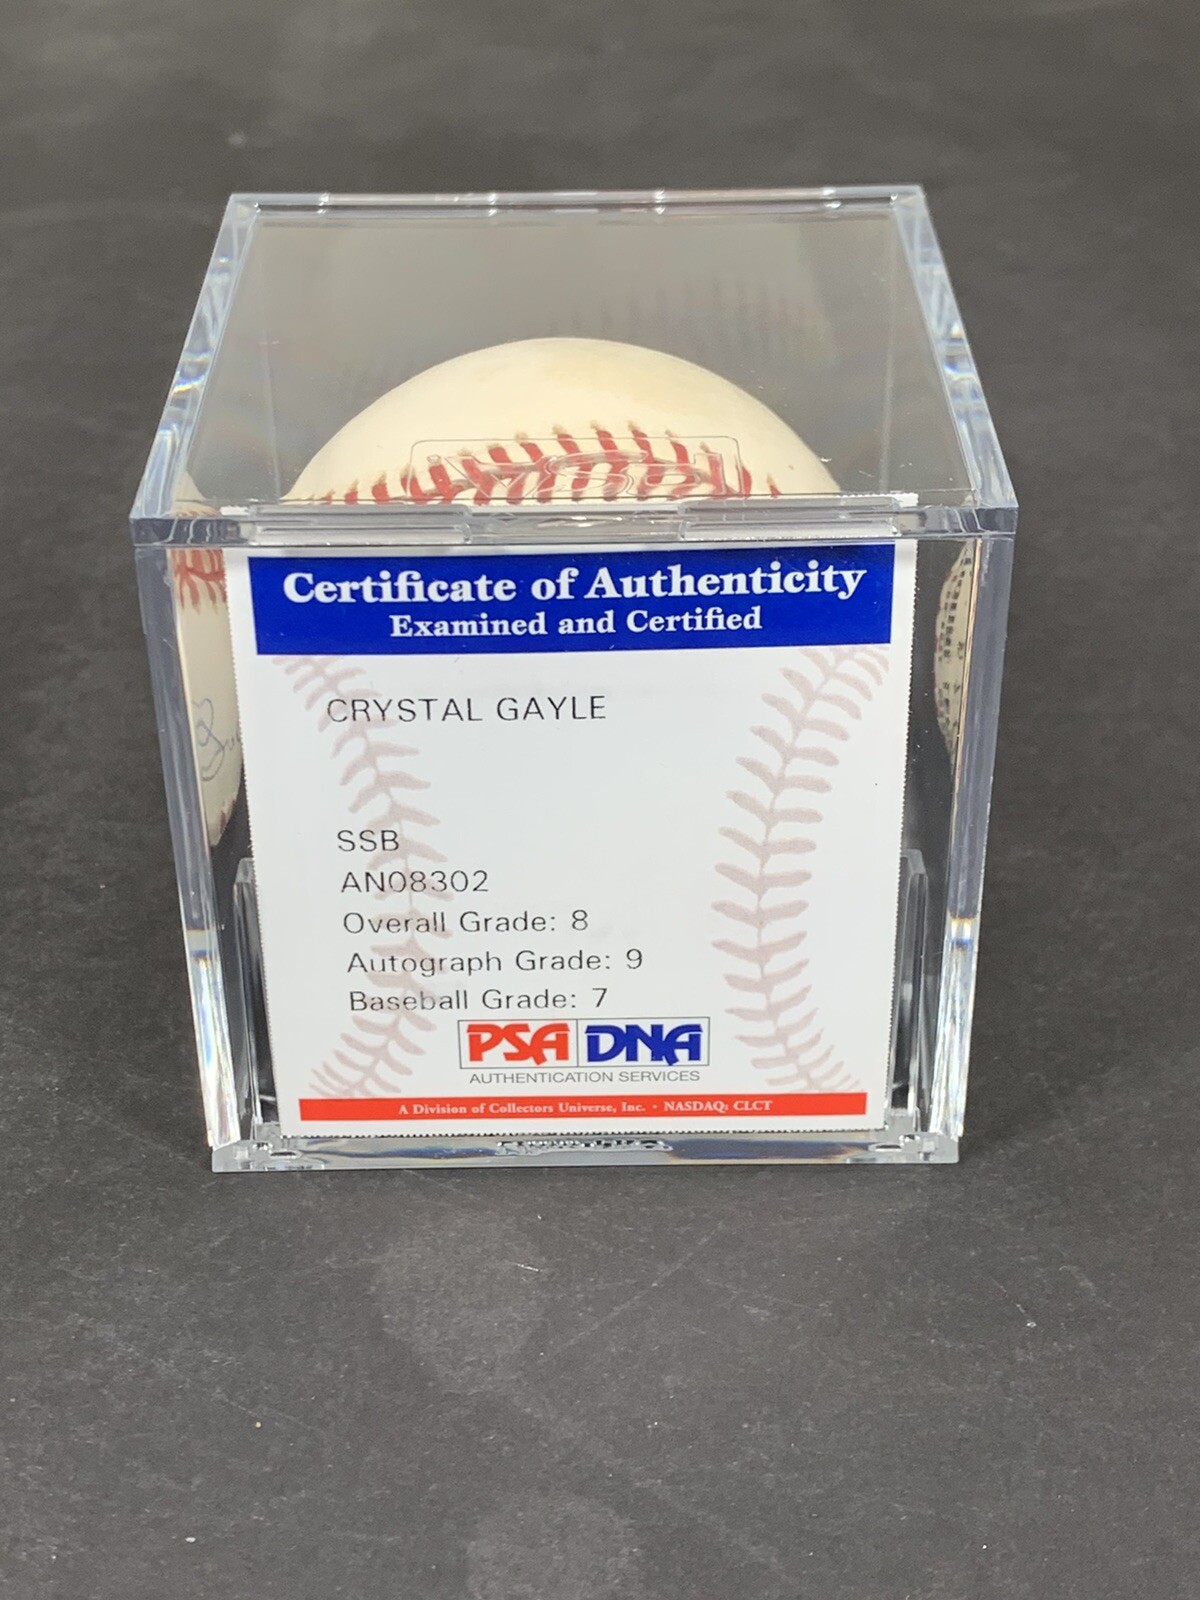 Certificate of Authenticity
Examined and Certified
CRYSTAL GAYLE
SSB
AN08302
Overall Grade: 8
Autograph Grade: 9
Baseball Grade: 7
PSA DNA
AUTHENTICATION SERVICES
A Division of Collectors Universe, Inc. • NASDAQ: CLCT